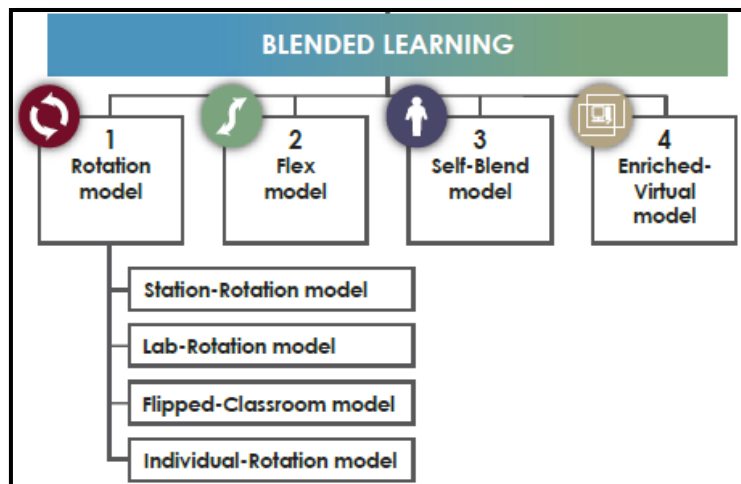 BLENDED LEARNING
1
Rotation
model
2
Flex
model
3
Self-Blend
model
4
Enriched-
Virtual
model
Station-Rotation model
Lab-Rotation model
Flipped-Classroom model
Individual-Rotation model